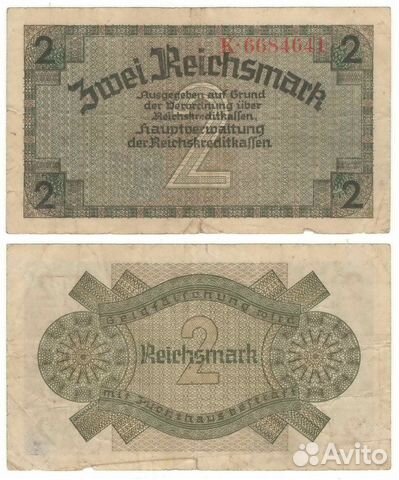 2 K·6684641 2
Zwei Reichsmark
Ausgegeben auf Grund
der Verordnung über
Reichskreditkassen,
Hauptverwaltung
der Reichskreditkassen
2
2 2
Geldfälschung wird
2
Reichsmark
mit Zuchthaus bestraft
Avito